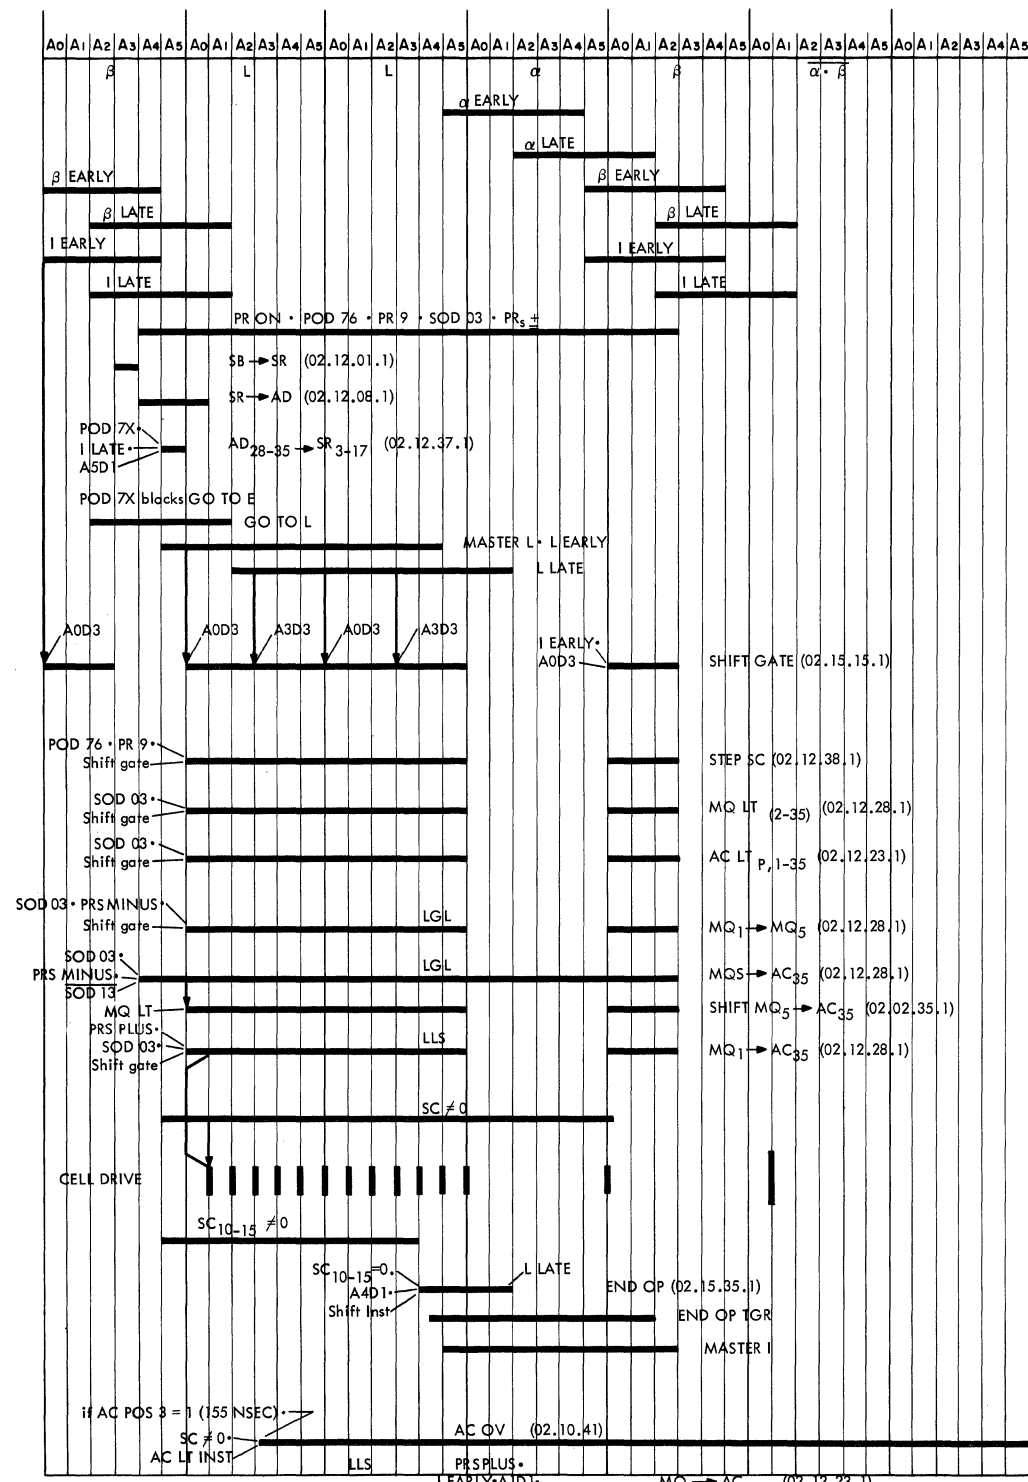 A0 A1 A2 A3 A4 A5 A0 A1 A2 A3 A4 A5 A0 A1 A2 A3 A4 A5 A0 A1 A2 A3 A4 A5 A0 A1 A2 A3 A4 A5 A0 A1 A2 A3 A4 A5 A0 A1 A2 A3 A4 A5
β L L α β α • β
α EARLY
α LATE
β EARLY β EARLY
β LATE β LATE
I EARLY I EARLY
I LATE I LATE
PR ON • POD 76 • PR 9 • SOD 03 • PRs ±
SB → SR (02.12.01.1)
SR → AD (02.12.08.1)
POD 7X•
I LATE•
A5D1
AD28-35 → SR3-17 (02.12.37.1)
POD 7X blocks GO TO E
GO TO L
MASTER L • L EARLY
L LATE
A0D3 A0D3 A3D3 A0D3 A3D3
I EARLY•
A0D3
SHIFT GATE (02.15.15.1)
POD 76 • PR 9•
Shift gate
STEP SC (02.12.38.1)
SOD 03•
Shift gate
MQ LT (2-35) (02.12.28.1)
SOD 03•
Shift gate
AC LT P,1-35 (02.12.23.1)
SOD 03 • PRS MINUS•
Shift gate
LGL
MQ1 → MQ5 (02.12.28.1)
SOD 03•
PRS MINUS•
SOD 13
LGL
MQS → AC35 (02.12.28.1)
MQ LT
SHIFT MQ5 → AC35 (02.02.35.1)
PRS PLUS•
SOD 03•
Shift gate
LLS
MQ1 → AC35 (02.12.28.1)
SC ≠ 0
CELL DRIVE
SC10-15 ≠ 0
SC10-15=0•
A4D1•
Shift Inst
L LATE
END OP (02.15.35.1)
END OP TGR
MASTER I
if AC POS 3 = 1 (155 NSEC)•
SC ≠ 0•
AC LT INST
AC OV (02.10.41)
LLS PRS PLUS•